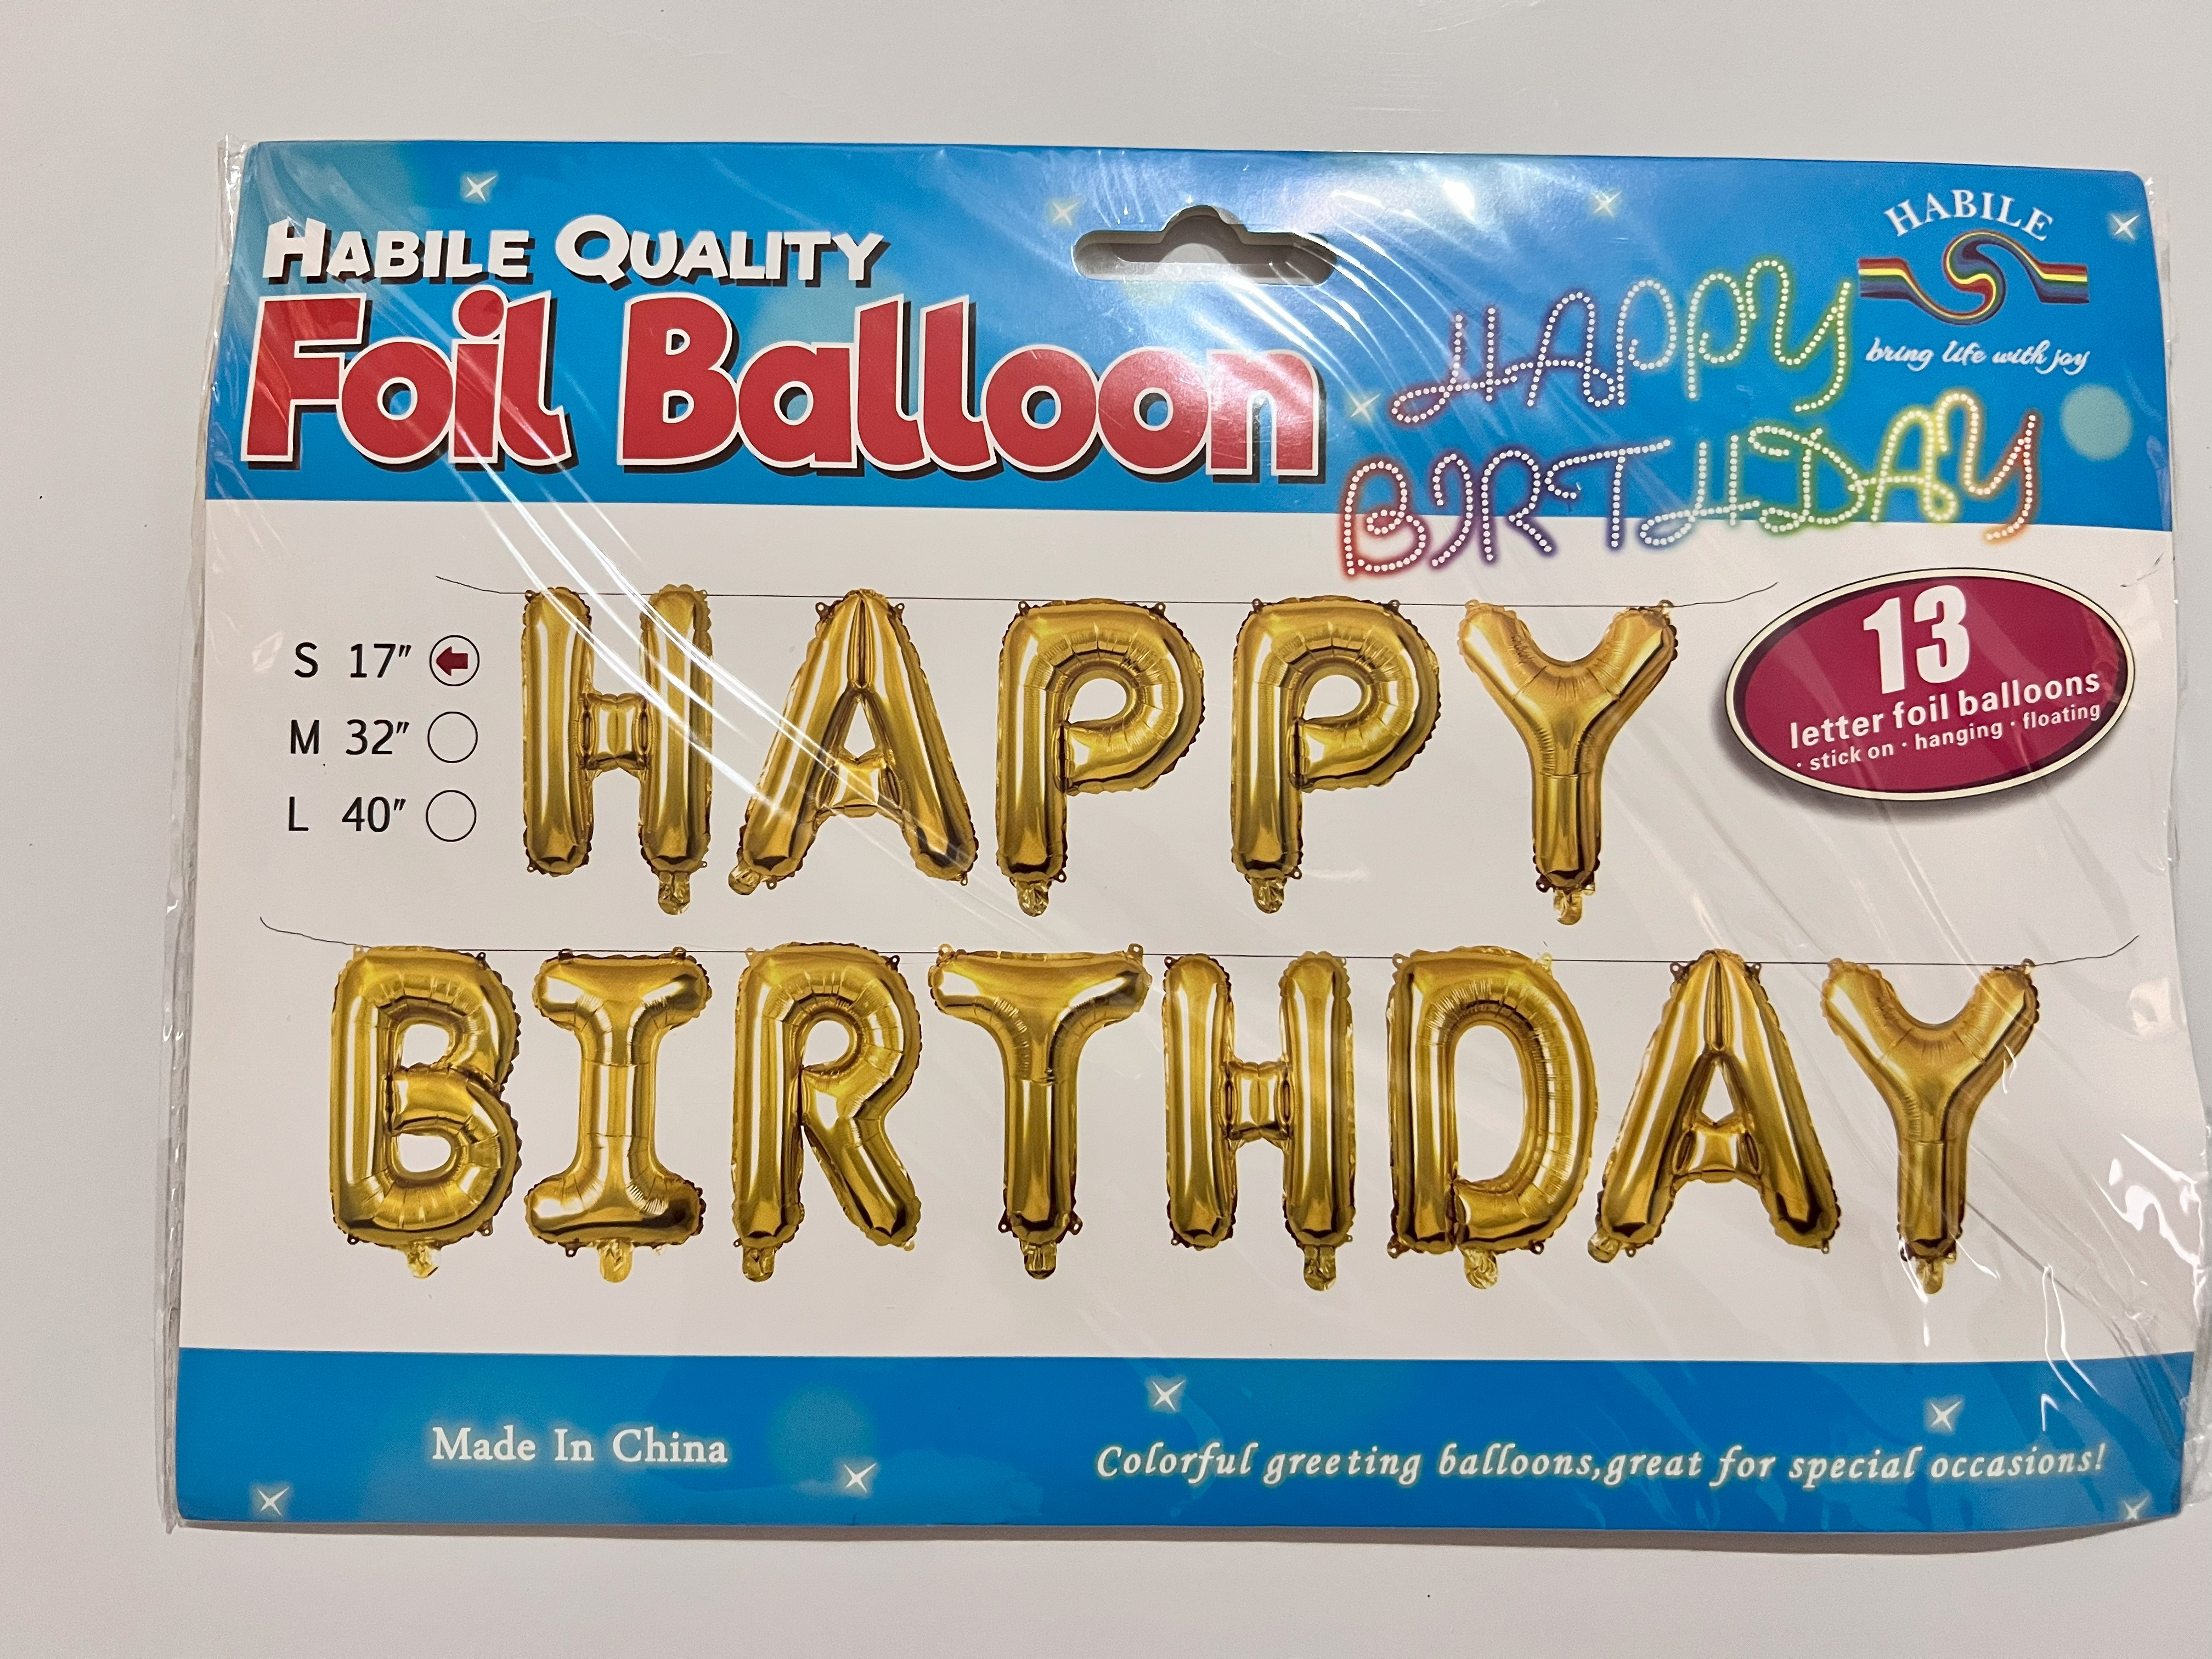 HABILE QUALITY
Foil Balloon
HABILE
bring life with joy
HAPPY
BIRTHDAY
S 17″
M 32″
L 40″
HAPPY
13
letter foil balloons
· stick on · hanging · floating
BIRTHDAY
Made In China
Colorful greeting balloons,great for special occasions!